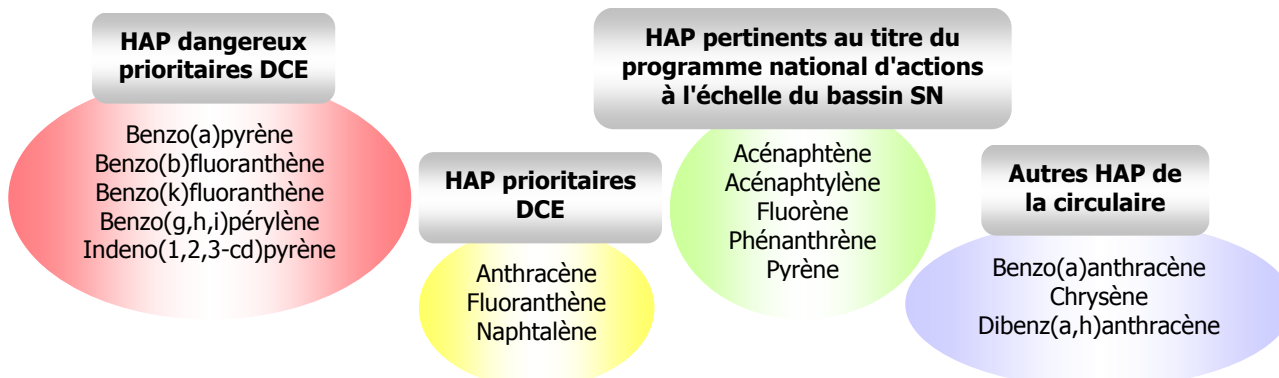 HAP dangereux
prioritaires DCE
Benzo(a)pyrène
Benzo(b)fluoranthène
Benzo(k)fluoranthène
Benzo(g,h,i)pérylène
Indeno(1,2,3-cd)pyrène
HAP prioritaires
DCE
Anthracène
Fluoranthène
Naphtalène
HAP pertinents au titre du
programme national d'actions
à l'échelle du bassin SN
Acénaphtène
Acénaphtylène
Fluorène
Phénanthrène
Pyrène
Autres HAP de
la circulaire
Benzo(a)anthracène
Chrysène
Dibenz(a,h)anthracène